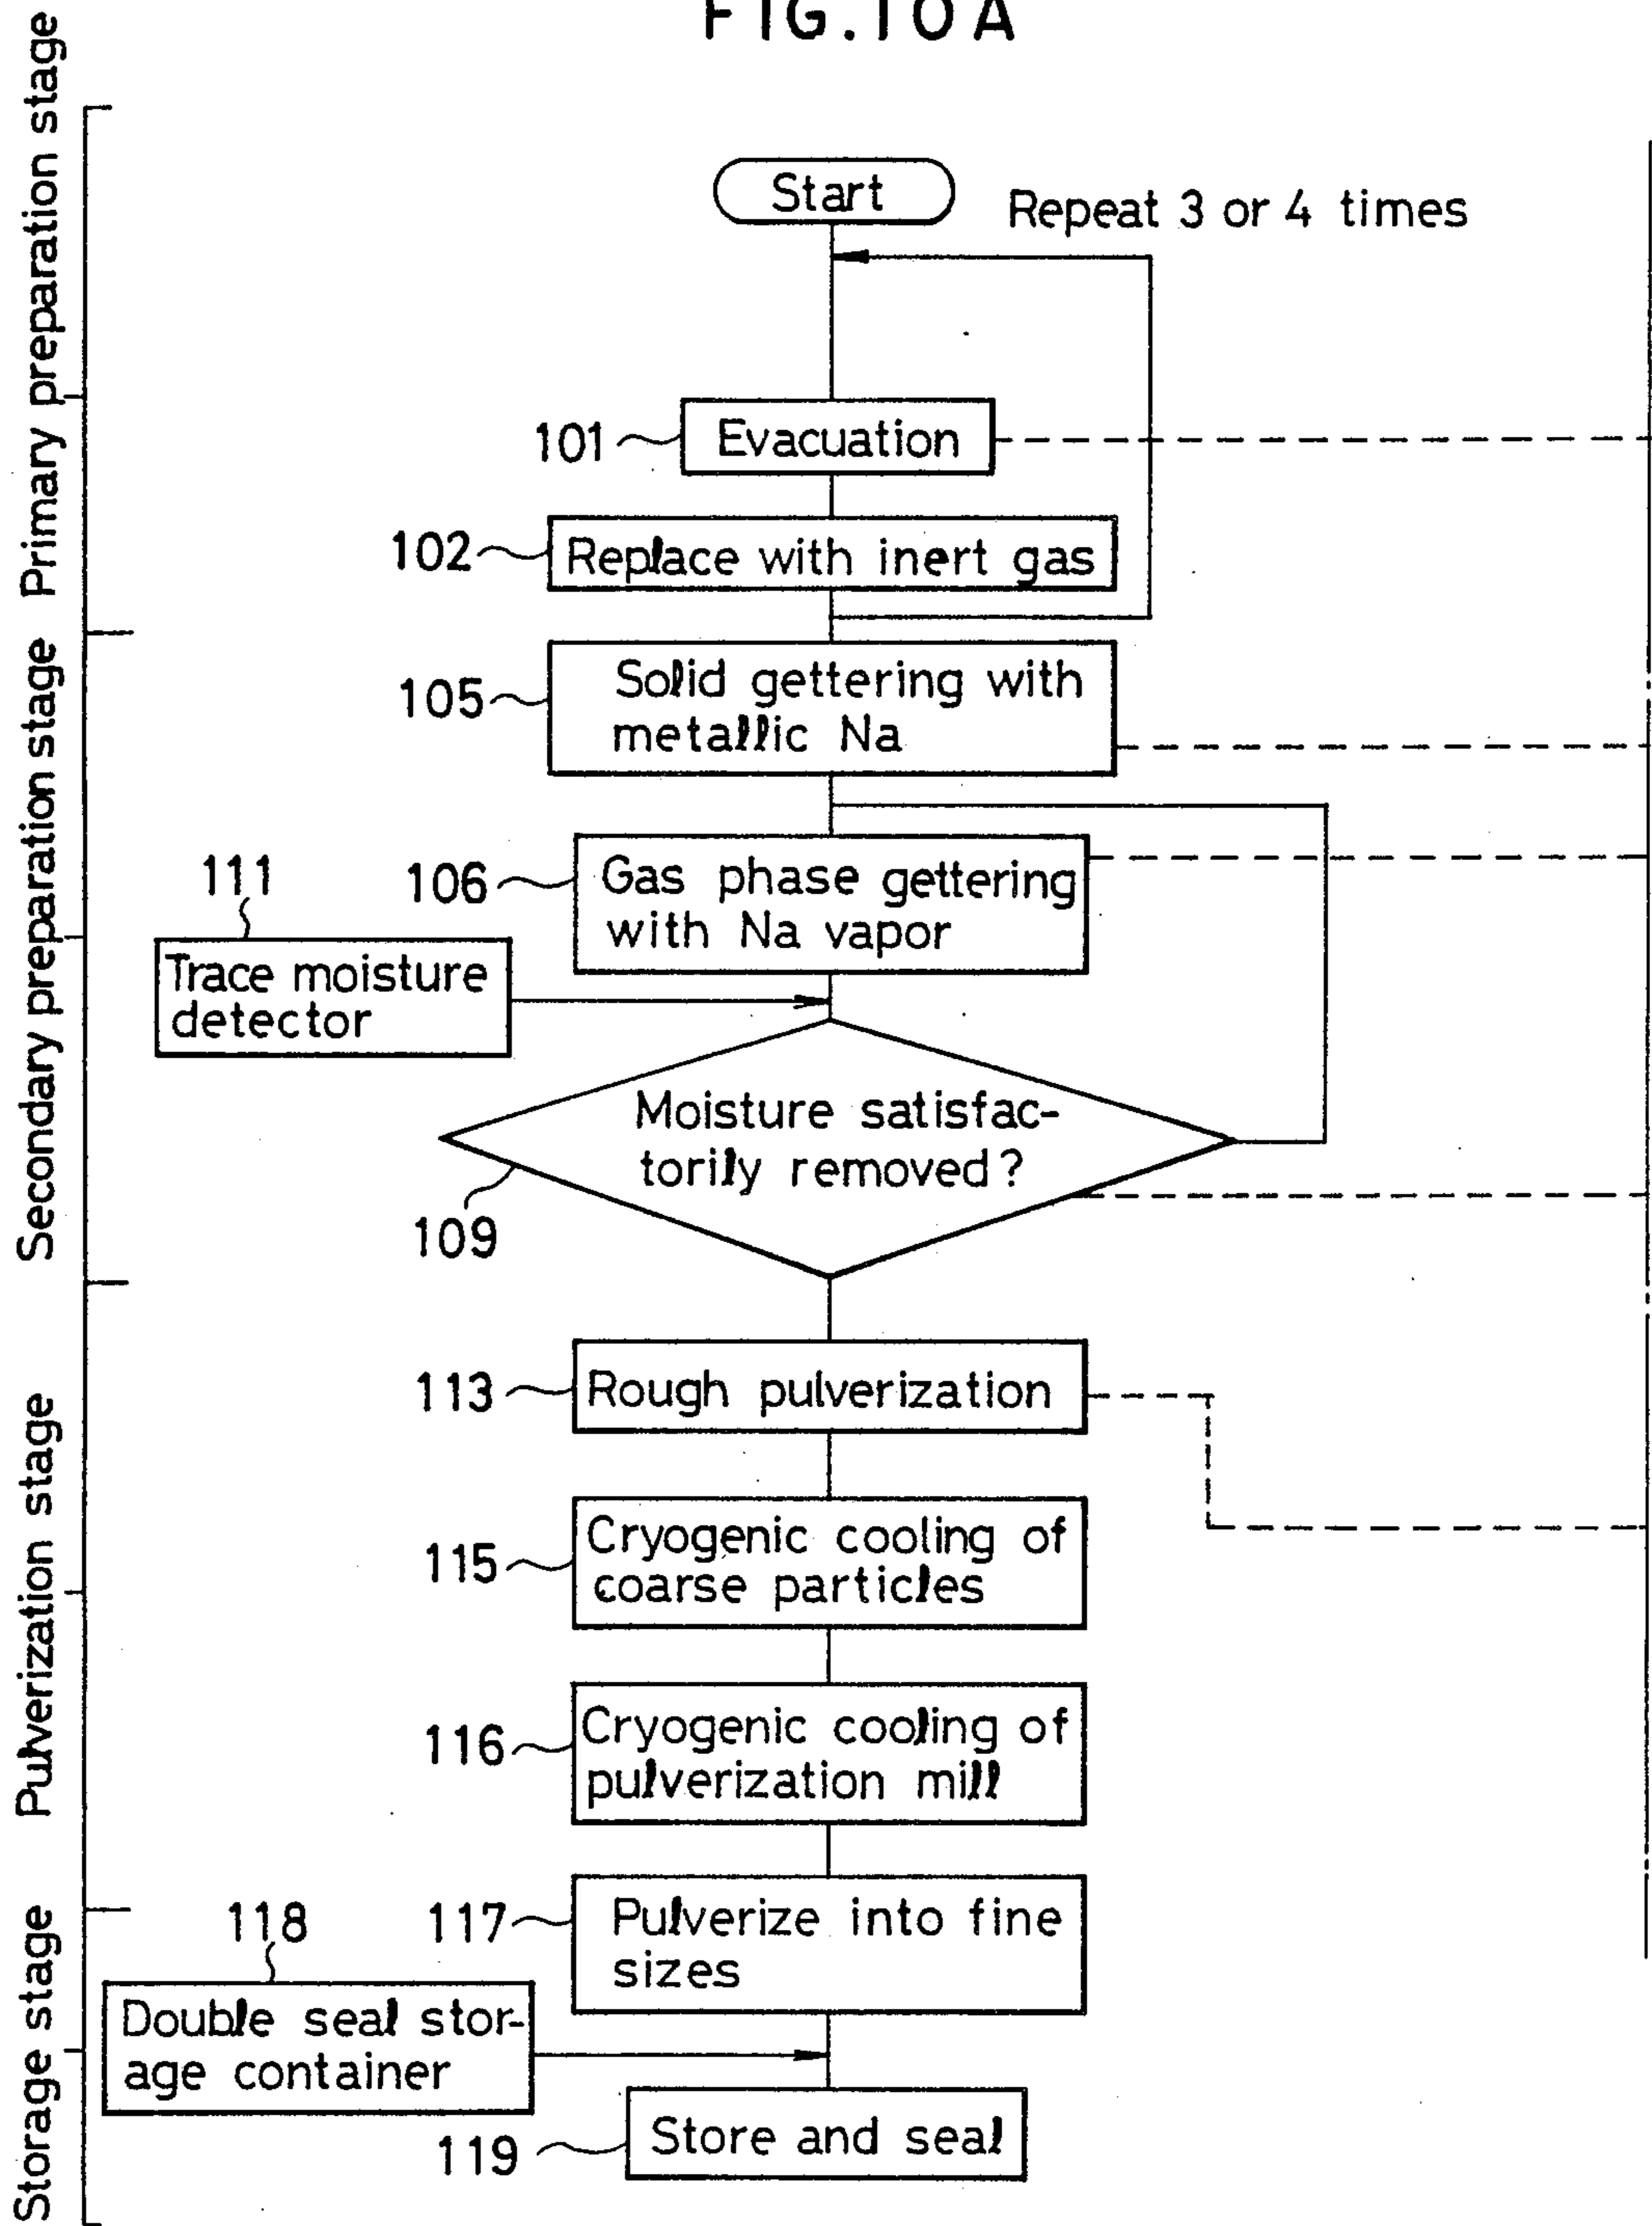 FIG.10A
Primary preparation stage
Start
Repeat 3 or 4 times
101
Evacuation
102
Replace with inert gas
Secondary preparation stage
105
Solid gettering with
metallic Na
106
Gas phase gettering
with Na vapor
111
Trace moisture
detector
Moisture satisfac-
torily removed?
109
Pulverization stage
113
Rough pulverization
115
Cryogenic cooling of
coarse particles
116
Cryogenic cooling of
pulverization mill
Storage stage
117
Pulverize into fine
sizes
118
Double seal stor-
age container
119
Store and seal